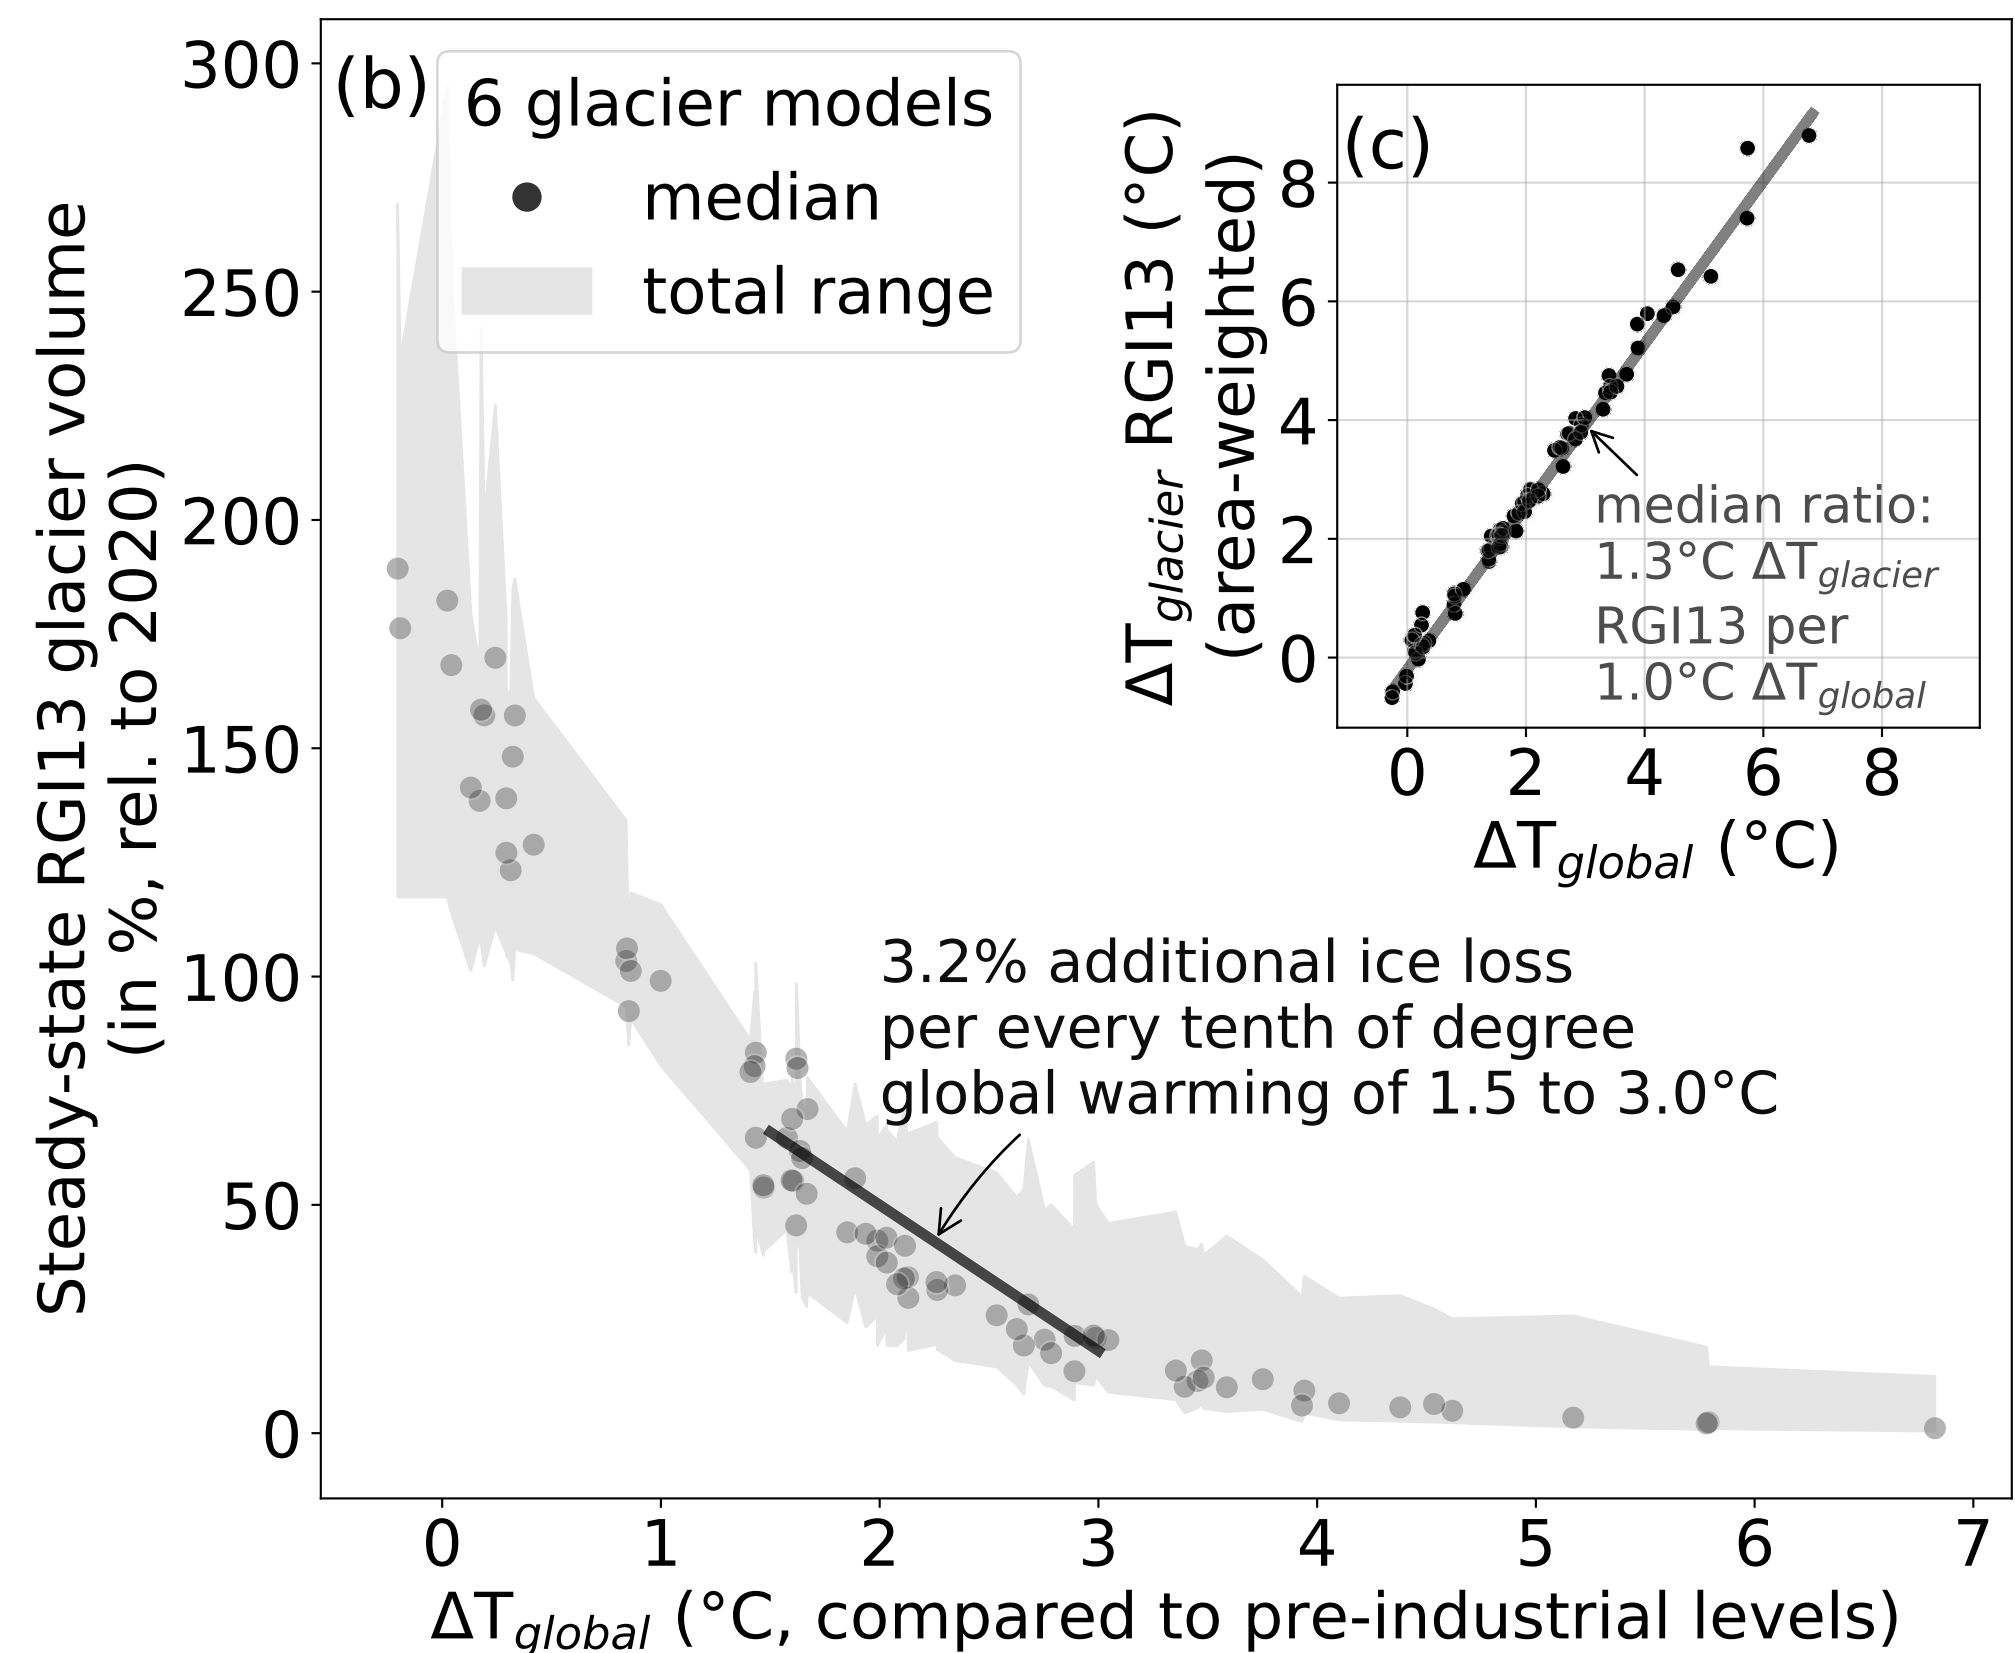 (b)
6 glacier models
median
total range
300
250
200
150
100
50
0
Steady-state RGI13 glacier volume
(in %, rel. to 2020)
(c)
ΔTglacier RGI13 (°C)
(area-weighted)
8
6
4
2
0
median ratio:
1.3°C ΔTglacier
RGI13 per
1.0°C ΔTglobal
0 2 4 6 8
ΔTglobal (°C)
3.2% additional ice loss
per every tenth of degree
global warming of 1.5 to 3.0°C
0 1 2 3 4 5 6 7
ΔTglobal (°C, compared to pre-industrial levels)